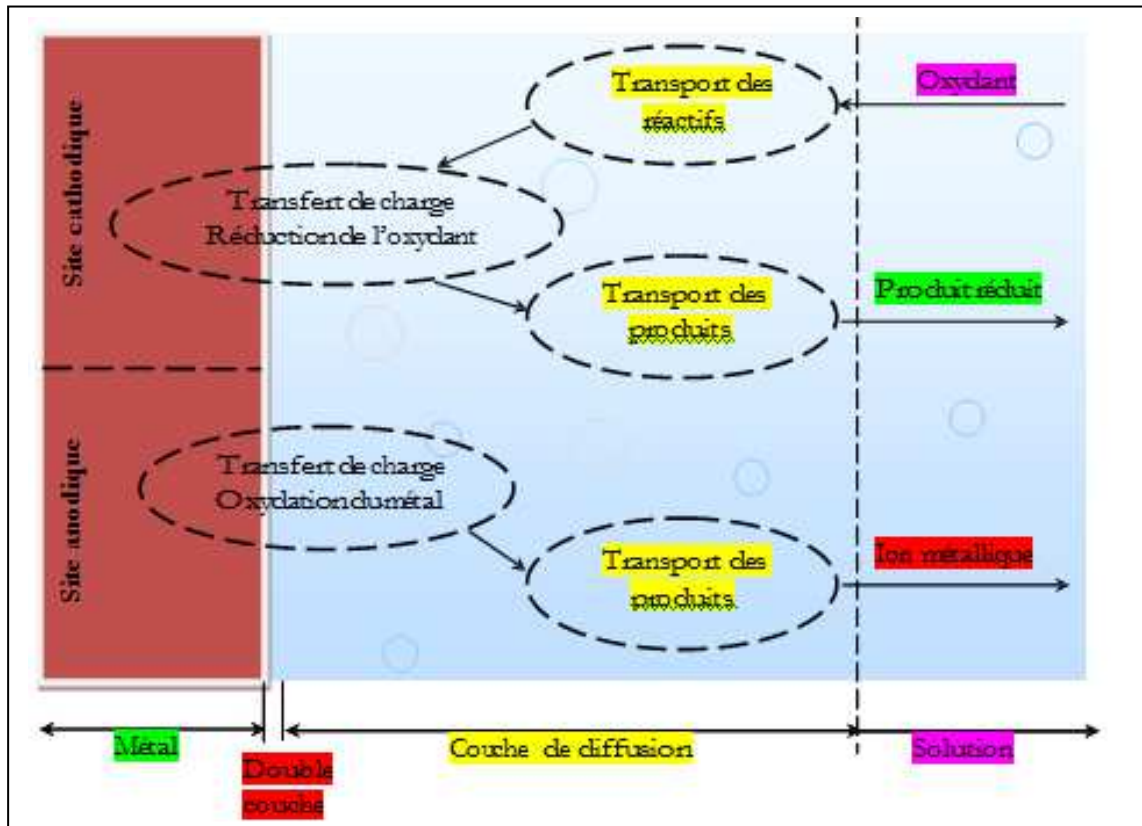 Transport des
réactifs
Oxydant
Site cathodique
Transfert de charge
Réduction de l'oxydant
Transport des
produits
Produit réduit
Site anodique
Transfert de charge
Oxydation du métal
Transport des
produits
Ion métallique
Métal
Double
couche
Couche de diffusion
Solution